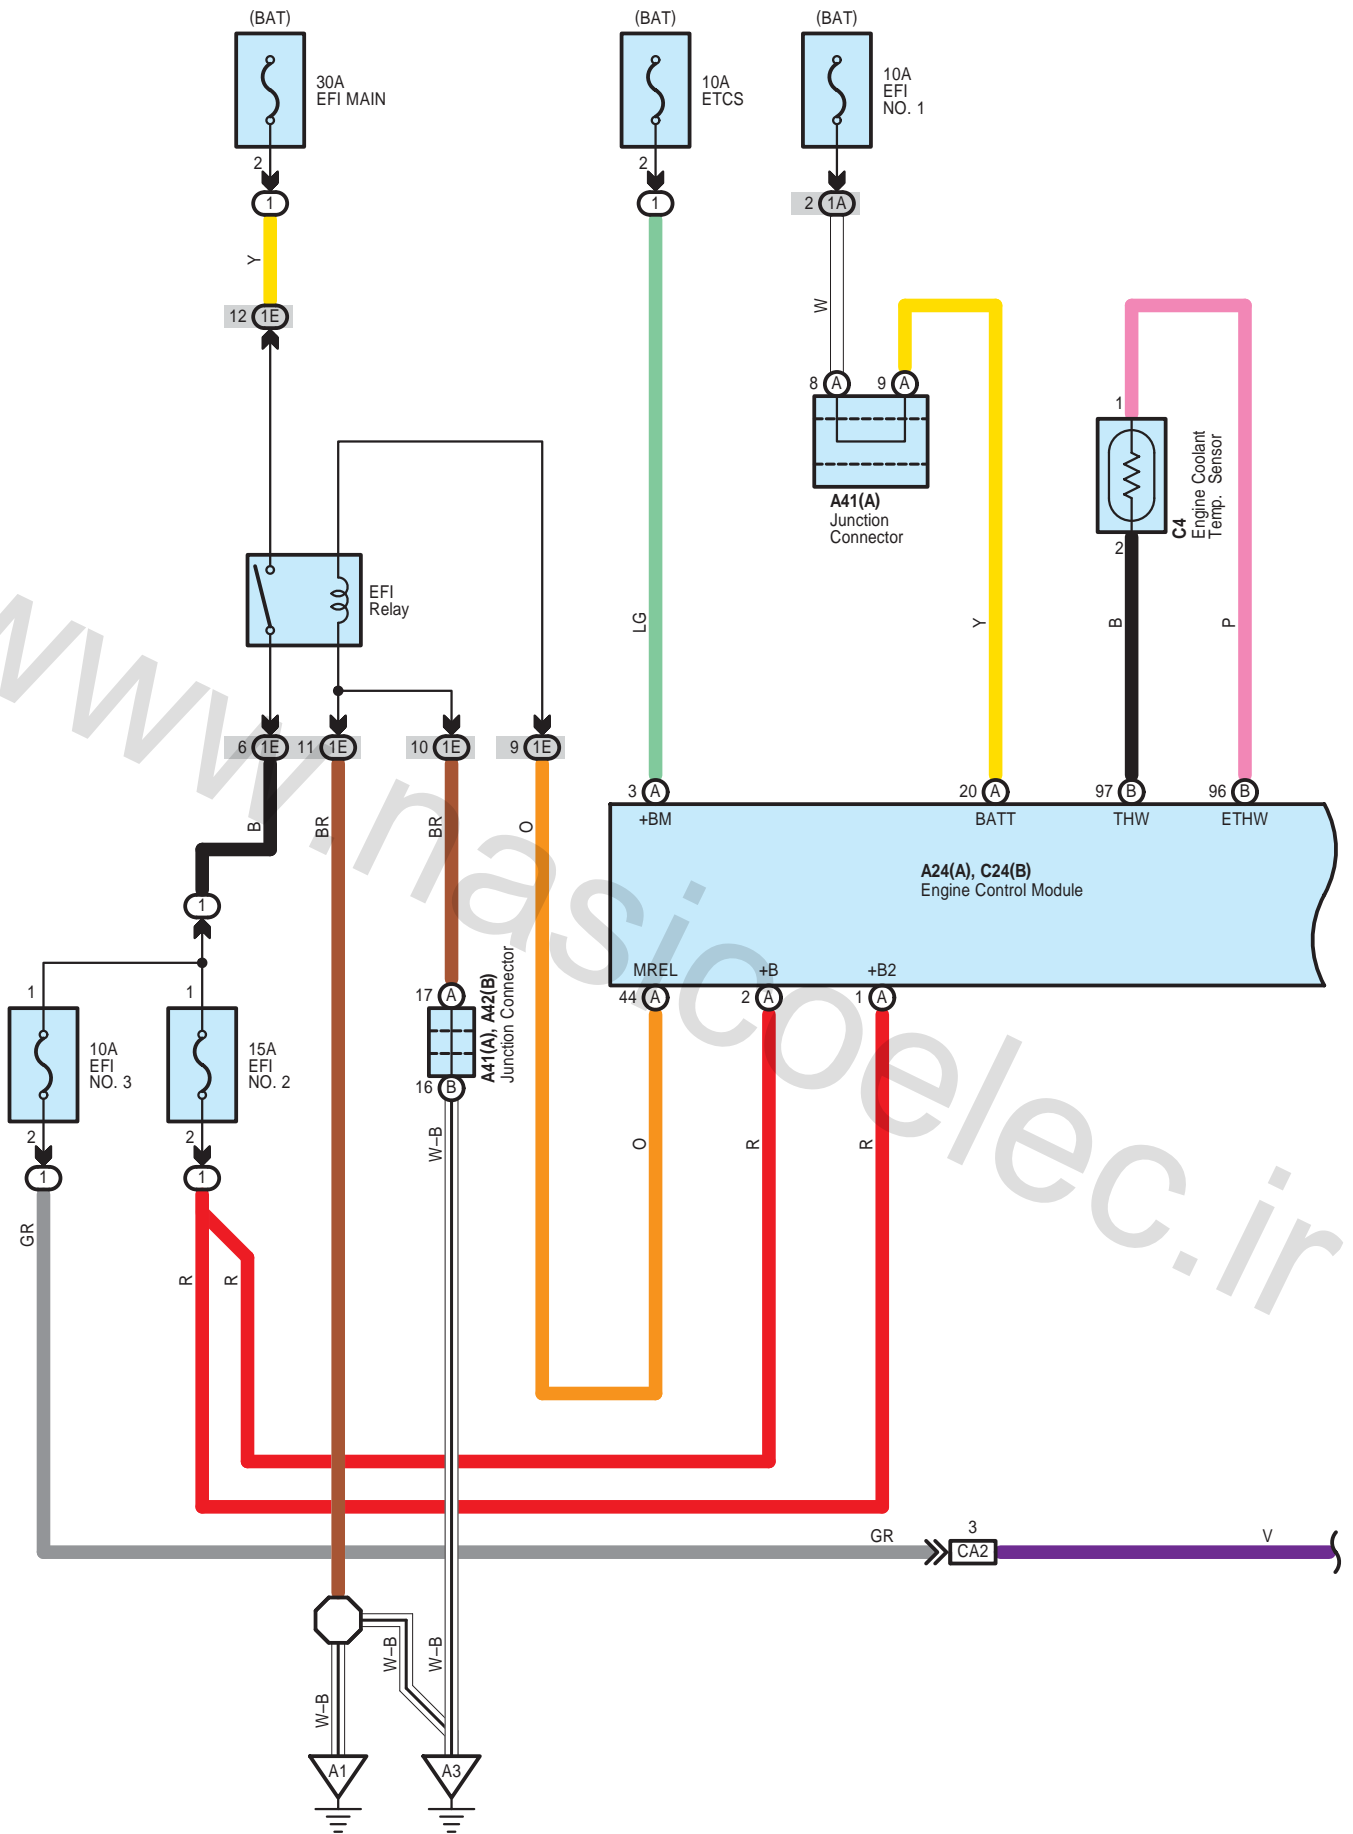 (BAT)
(BAT)
(BAT)
30A
EFI MAIN
10A
ETCS
10A
EFI
NO. 1
2
2
1
1
2 1A
Y
W
12 1E
8 A
9 A
1
A41(A)
Junction
Connector
C4
Engine Coolant
Temp. Sensor
2
EFI
Relay
LG
Y
B
P
6 1E
11 1E
10 1E
9 1E
3 A
20 A
97 B
96 B
+BM
BATT
THW
ETHW
B
BR
BR
O
A24(A), C24(B)
Engine Control Module
1
MREL
+B
+B2
1
1
17 A
44 A
2 A
1 A
A41(A), A42(B)
Junction Connector
10A
EFI
NO. 3
15A
EFI
NO. 2
16 B
2
2
W–B
O
R
R
1
1
GR
R
R
www.nasicoelec.ir
GR
3
CA2
V
W–B
W–B
W–B
A1
A3